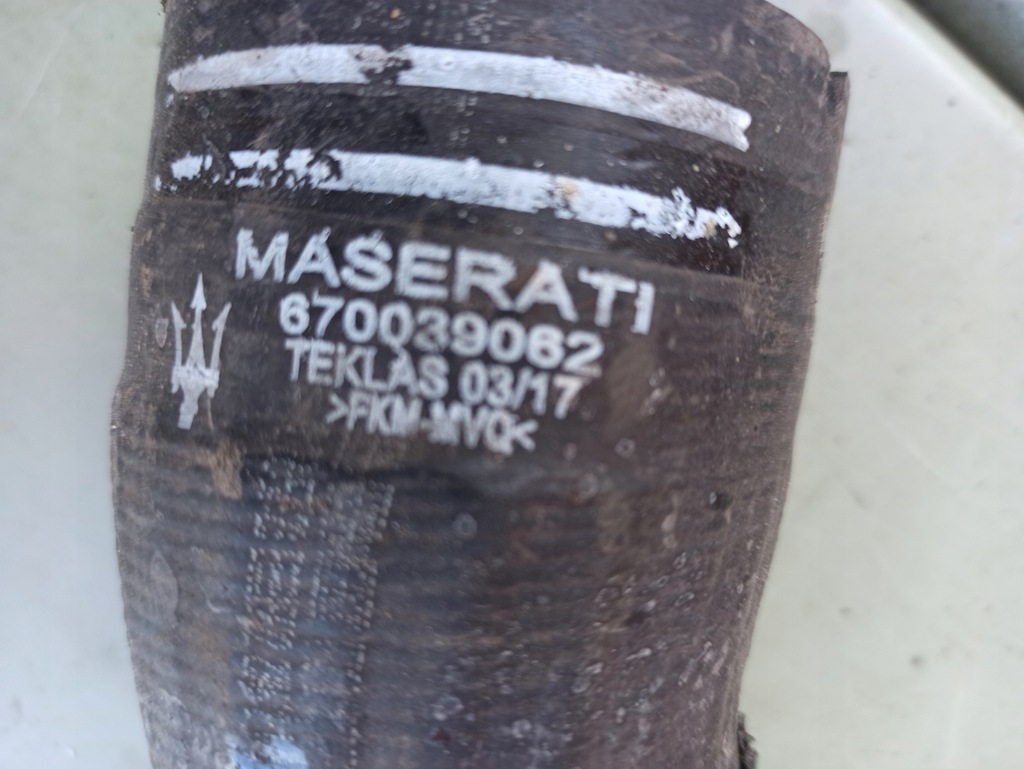 MASERATI
670039062
TEKLAS 03/17
>FKM-MVQ<